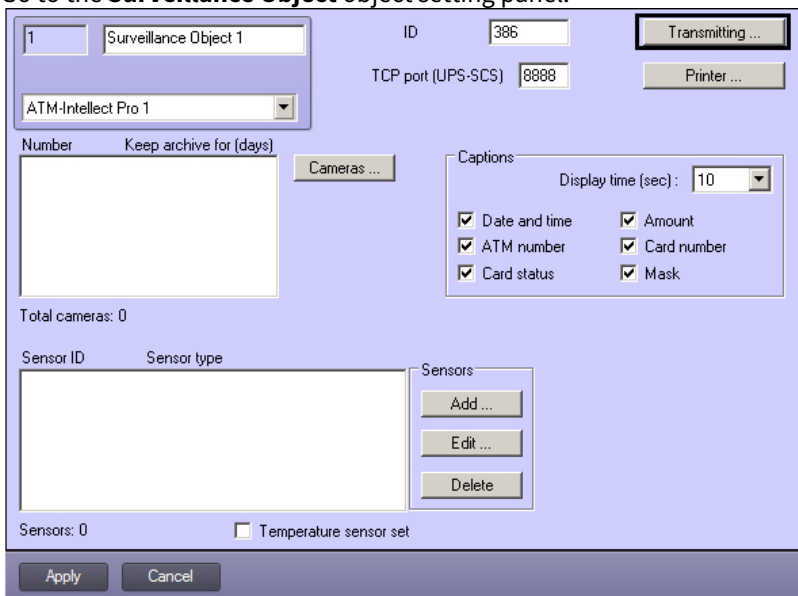 Go to the Surveillance Object object setting panel.
1 Surveillance Object 1 ID 386 Transmitting ...
TCP port (UPS-SCS) 8888 Printer ...
ATM-Intellect Pro 1
Number Keep archive for (days)
Cameras ...
Captions
Display time (sec) : 10
Date and time Amount
ATM number Card number
Card status Mask
Total cameras: 0
Sensor ID Sensor type
Sensors
Add ...
Edit ...
Delete
Sensors: 0 Temperature sensor set
Apply Cancel